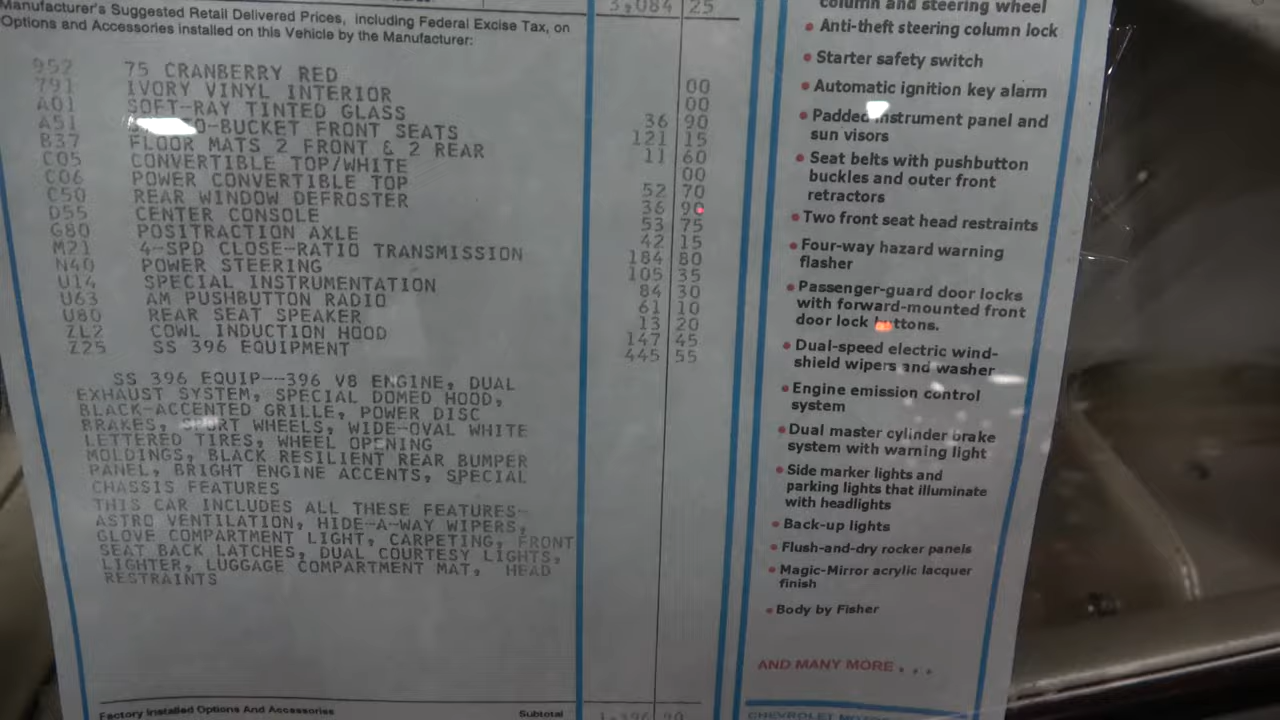 3,084 25
Manufacturer's Suggested Retail Delivered Prices, including Federal Excise Tax, on
Options and Accessories installed on this Vehicle by the Manufacturer:
952 75 CRANBERRY RED 00
791 IVORY VINYL INTERIOR 00
A01 SOFT-RAY TINTED GLASS 36 90
A51 O-BUCKET FRONT SEATS 121 15
B37 FLOOR MATS 2 FRONT & 2 REAR 11 60
C05 CONVERTIBLE TOP/WHITE 00
C06 POWER CONVERTIBLE TOP 52 70
C50 REAR WINDOW DEFROSTER 36 90
D55 CENTER CONSOLE 53 75
G80 POSITRACTION AXLE 42 15
M21 4-SPD CLOSE-RATIO TRANSMISSION 184 80
N40 POWER STEERING 105 35
U14 SPECIAL INSTRUMENTATION 84 30
U63 AM PUSHBUTTON RADIO 61 10
U80 REAR SEAT SPEAKER 13 20
ZL2 COWL INDUCTION HOOD 147 45
Z25 SS 396 EQUIPMENT 445 55
SS 396 EQUIP--396 V8 ENGINE, DUAL
EXHAUST SYSTEM, SPECIAL DOMED HOOD,
BLACK-ACCENTED GRILLE, POWER DISC
BRAKES, SPORT WHEELS, WIDE-OVAL WHITE
LETTERED TIRES, WHEEL OPENING
MOLDINGS, BLACK RESILIENT REAR BUMPER
PANEL, BRIGHT ENGINE ACCENTS, SPECIAL
CHASSIS FEATURES
THIS CAR INCLUDES ALL THESE FEATURES-
ASTRO VENTILATION, HIDE-A-WAY WIPERS,
GLOVE COMPARTMENT LIGHT, CARPETING, FRONT
SEAT BACK LATCHES, DUAL COURTESY LIGHTS,
LIGHTER, LUGGAGE COMPARTMENT MAT, HEAD
RESTRAINTS
Factory Installed Options And Accessories Subtotal 1,396 90
column and steering wheel
• Anti-theft steering column lock
• Starter safety switch
• Automatic ignition key alarm
• Padded instrument panel and
sun visors
• Seat belts with pushbutton
buckles and outer front
retractors
• Two front seat head restraints
• Four-way hazard warning
flasher
• Passenger-guard door locks
with forward-mounted front
door lock buttons.
• Dual-speed electric wind-
shield wipers and washer
• Engine emission control
system
• Dual master cylinder brake
system with warning light
• Side marker lights and
parking lights that illuminate
with headlights
• Back-up lights
• Flush-and-dry rocker panels
• Magic-Mirror acrylic lacquer
finish
• Body by Fisher
AND MANY MORE . . .
CHEVROLET MOTOR